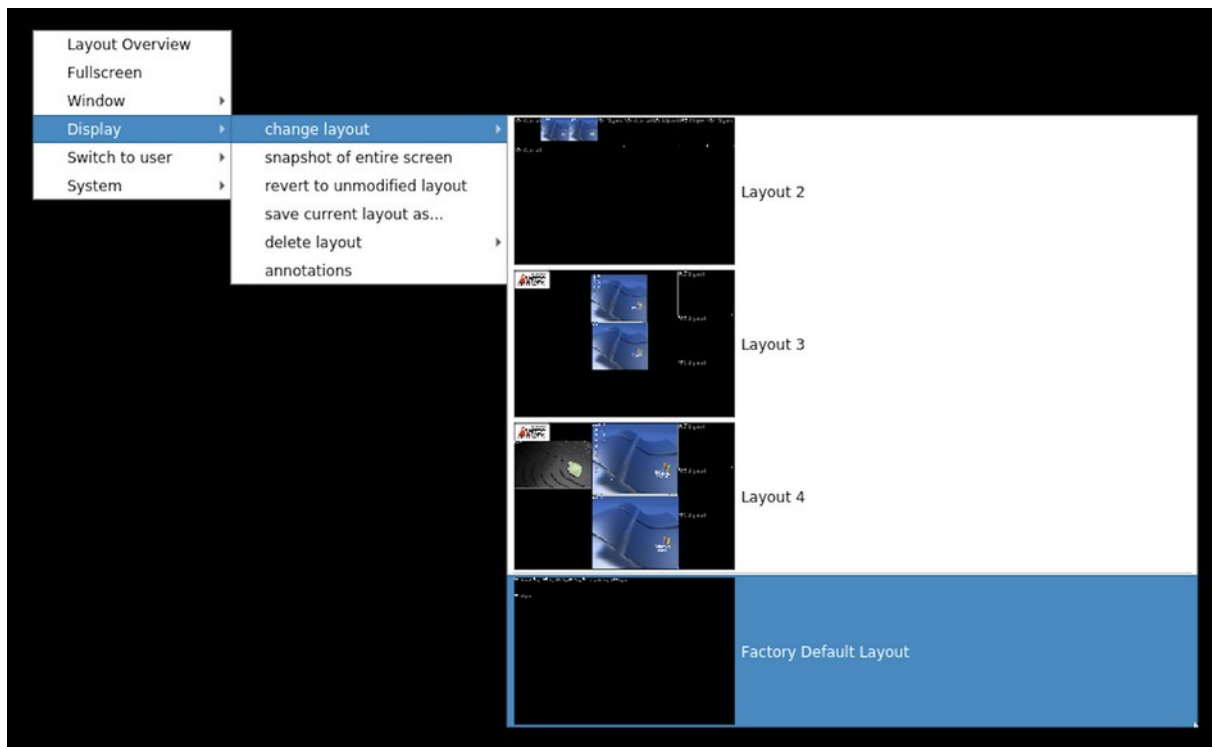 Layout Overview
Fullscreen
Window
Display
Switch to user
System
change layout
snapshot of entire screen
revert to unmodified layout
save current layout as...
delete layout
annotations
Layout 2
Layout 3
Layout 4
Factory Default Layout